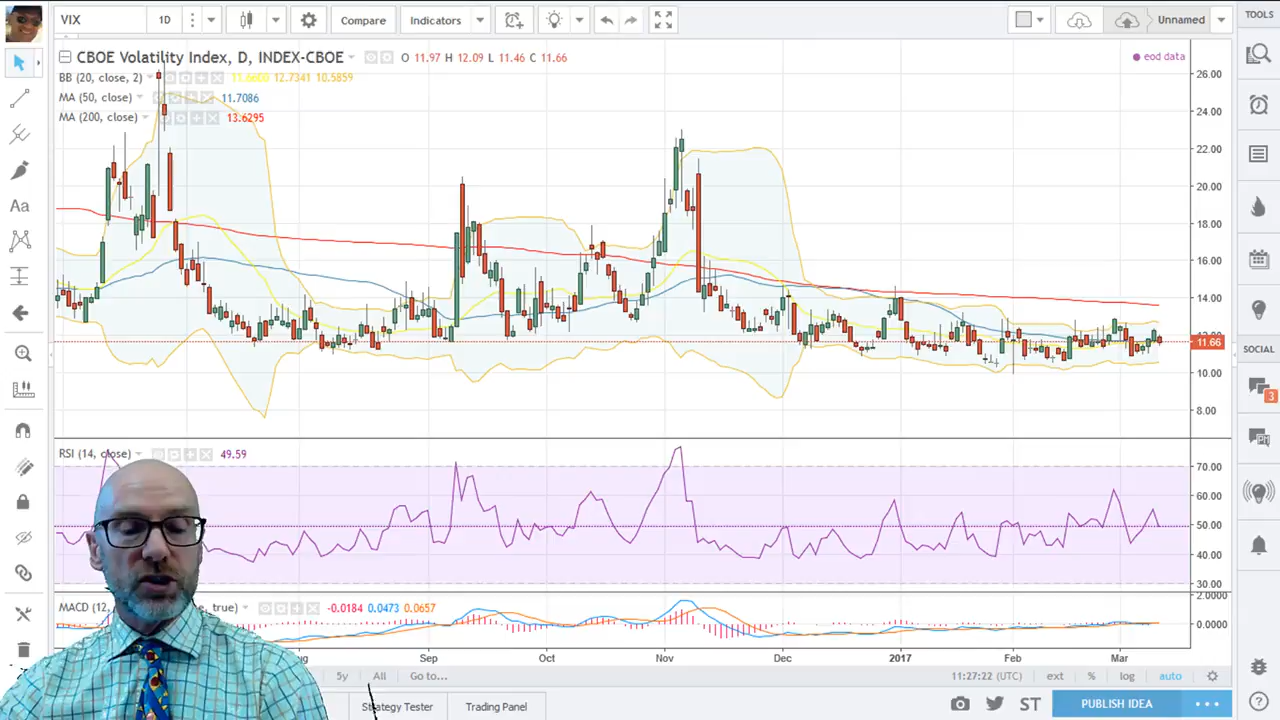 VIX 1D Compare Indicators Unnamed TOOLS
CBOE Volatility Index, D, INDEX-CBOE O 11.97 H 12.09 L 11.46 C 11.66 eod data
BB (20, close, 2) 11.6600 12.7341 10.5859
MA (50, close) 11.7086
MA (200, close) 13.6295
26.00
24.00
22.00
20.00
18.00
16.00
14.00
12.00
11.66
SOCIAL
10.00
3
8.00
RSI (14, close) 49.59
70.00
60.00
50.00
40.00
30.00
2.0000
MACD (12, true) -0.0184 0.0473 0.0657
0.0000
Sep Oct Nov Dec 2017 Feb Mar
5y All Go to... 11:27:22 (UTC) ext % log auto
Strategy Tester Trading Panel ST PUBLISH IDEA